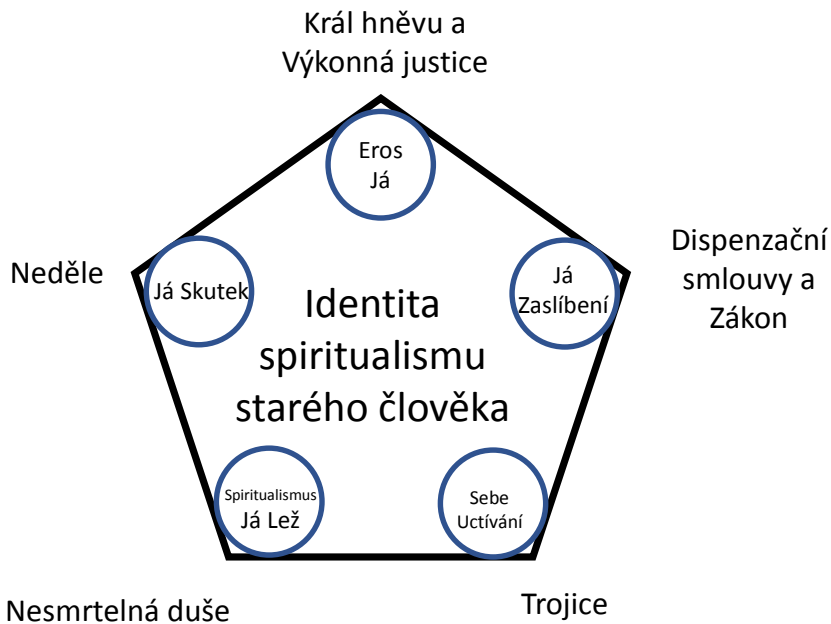 Král hněvu a
Výkonná justice
Eros
Já
Neděle
Já Skutek
Já
Zaslíbení
Dispenzační
smlouvy a
Zákon
Identita
spiritualismu
starého člověka
Spiritualismus
Já Lež
Sebe
Uctívání
Nesmrtelná duše
Trojice